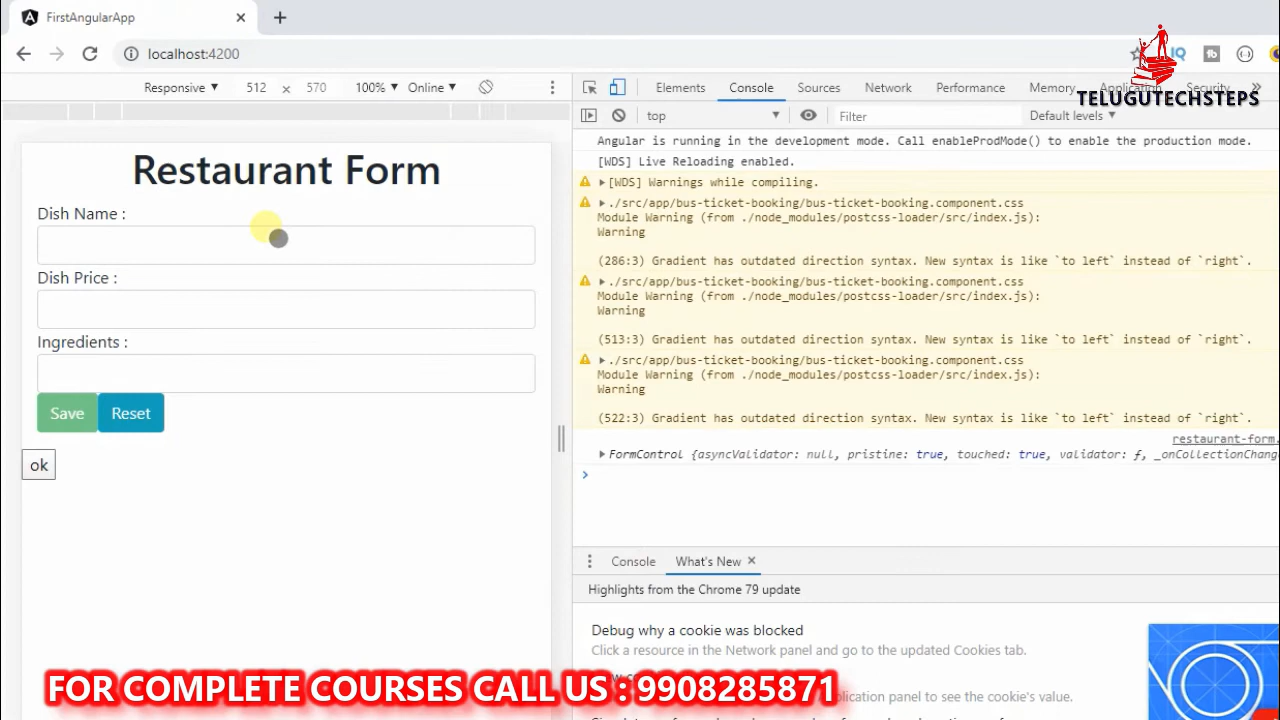 FirstAngularApp
localhost:4200
Responsive 512 × 570 100% Online
Elements Console Sources Network Performance Memory Application Security
TELUGUTECHSTEPS
top Filter Default levels
Angular is running in the development mode. Call enableProdMode() to enable the production mode.
[WDS] Live Reloading enabled.
[WDS] Warnings while compiling.
./src/app/bus-ticket-booking/bus-ticket-booking.component.css
Module Warning (from ./node_modules/postcss-loader/src/index.js):
Warning
(286:3) Gradient has outdated direction syntax. New syntax is like `to left` instead of `right`.
./src/app/bus-ticket-booking/bus-ticket-booking.component.css
Module Warning (from ./node_modules/postcss-loader/src/index.js):
Warning
(513:3) Gradient has outdated direction syntax. New syntax is like `to left` instead of `right`.
./src/app/bus-ticket-booking/bus-ticket-booking.component.css
Module Warning (from ./node_modules/postcss-loader/src/index.js):
Warning
(522:3) Gradient has outdated direction syntax. New syntax is like `to left` instead of `right`.
restaurant-form.
FormControl {asyncValidator: null, pristine: true, touched: true, validator: ƒ, _onCollectionChang
Restaurant Form
Dish Name :
Dish Price :
Ingredients :
Save Reset
ok
Console What's New
Highlights from the Chrome 79 update
Debug why a cookie was blocked
Click a resource in the Network panel and go to the updated Cookies tab.
panel to see the cookie's value.
FOR COMPLETE COURSES CALL US : 9908285871